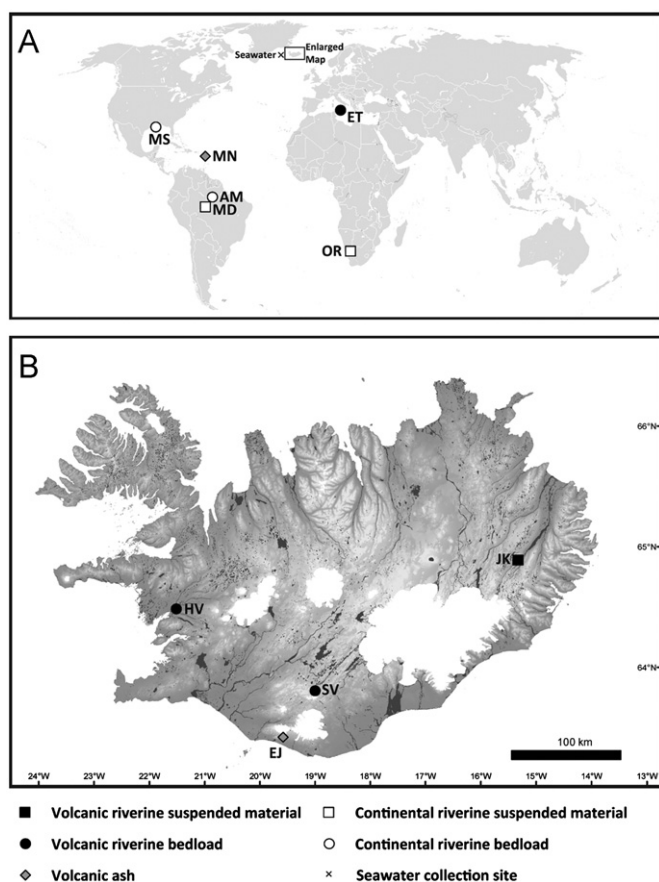 A
Seawater
Enlarged
Map
ET
MS
MN
AM
MD
OR
B
66°N
65°N
JK
HV
64°N
SV
EJ
100 km
24°W 23°W 22°W 21°W 20°W 19°W 18°W 17°W 16°W 15°W 14°W 13°W
Volcanic riverine suspended material Continental riverine suspended material
Volcanic riverine bedload Continental riverine bedload
Volcanic ash Seawater collection site